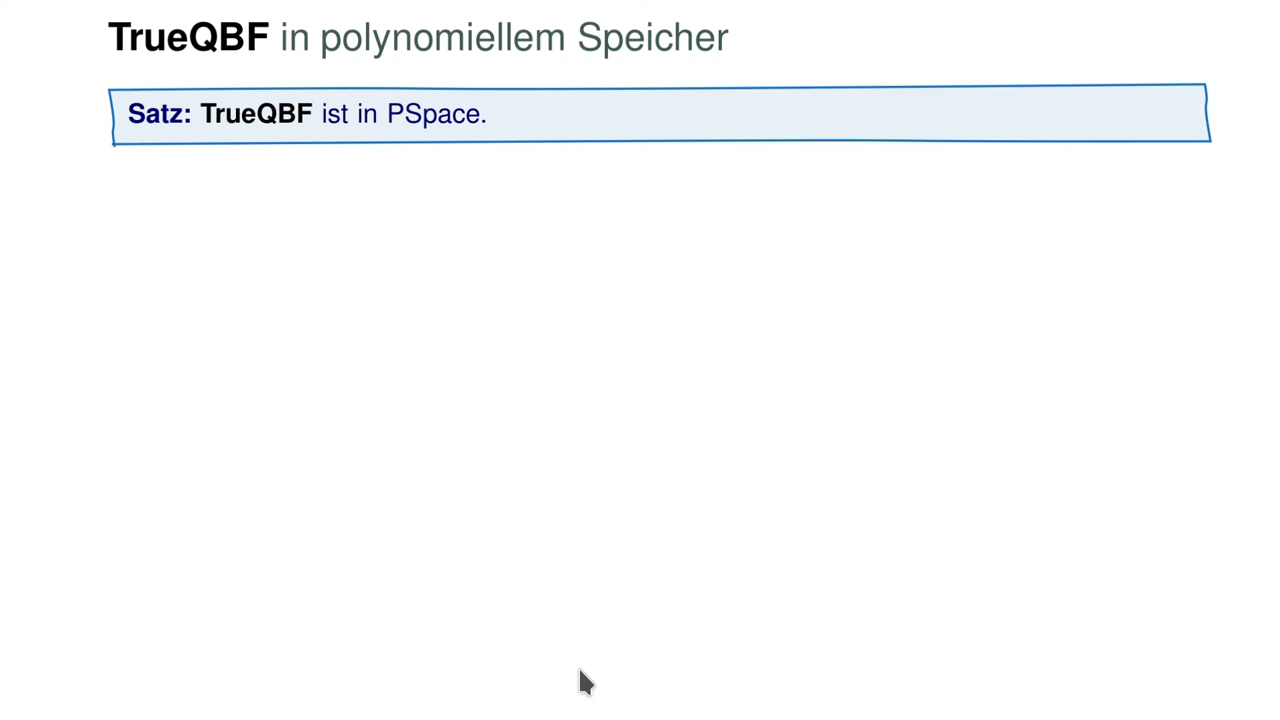 TrueQBF in polynomiellem Speicher
Satz: TrueQBF ist in PSpace.